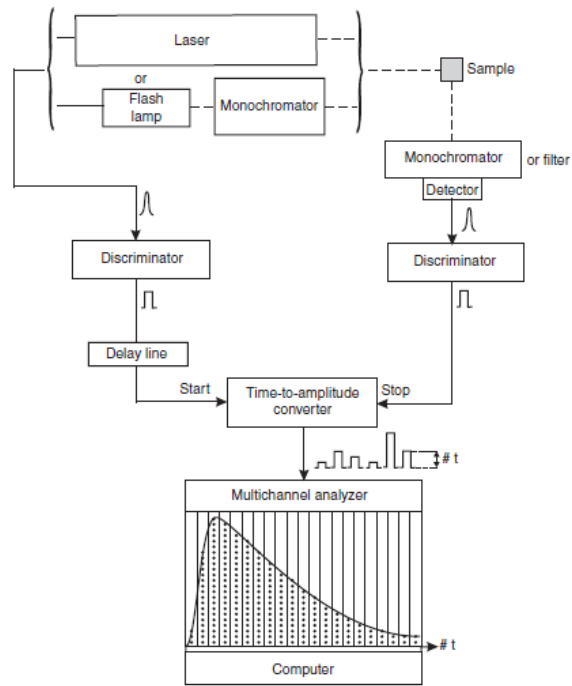 Laser
or
Flash
lamp
Monochromator
Sample
Monochromator
or filter
Detector
Discriminator
Discriminator
Delay line
Start
Time-to-amplitude
converter
Stop
# t
Multichannel analyzer
# t
Computer